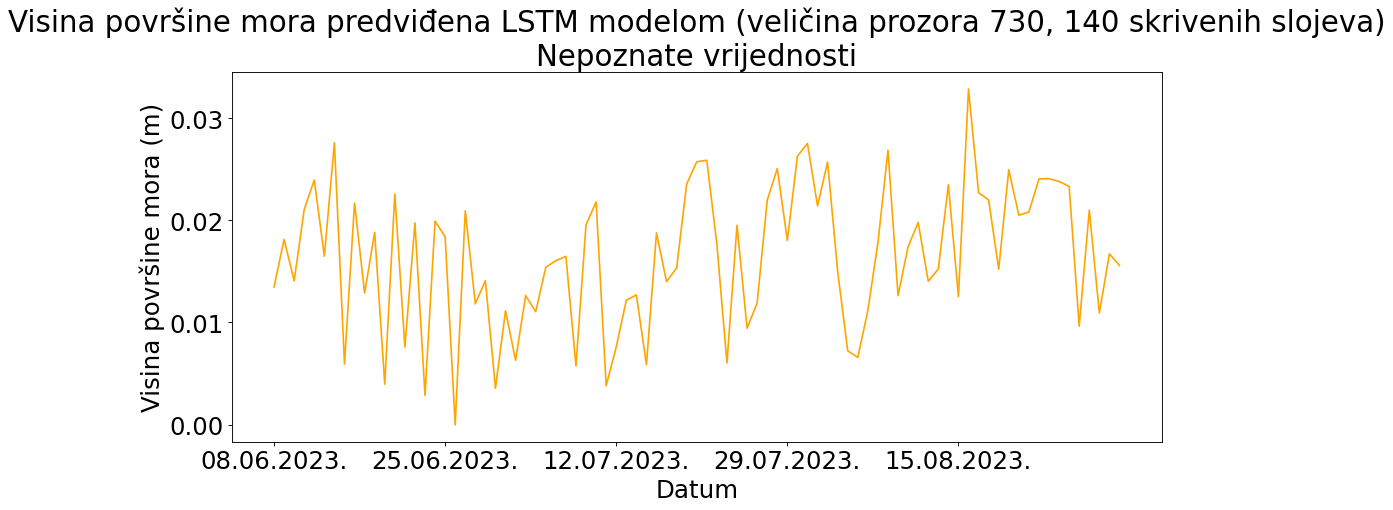 Visina površine mora predviđena LSTM modelom (veličina prozora 730, 140 skrivenih slojeva)
Nepoznate vrijednosti
Visina površine mora (m)
0.03
0.02
0.01
0.00
08.06.2023. 25.06.2023. 12.07.2023. 29.07.2023. 15.08.2023.
Datum